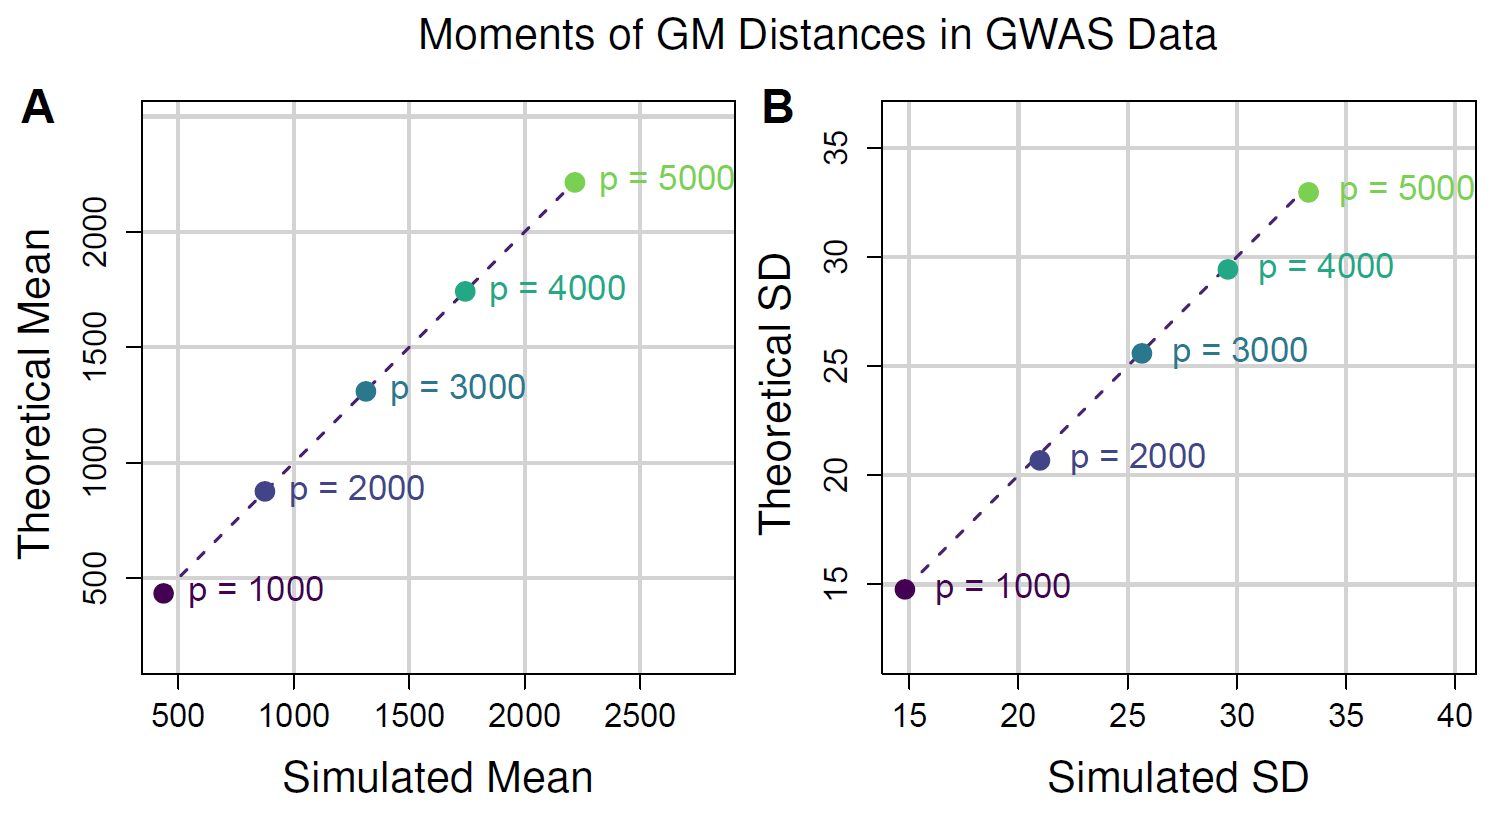 Moments of GM Distances in GWAS Data
A
Theoretical Mean
2000
1500
1000
500
p = 5000
p = 4000
p = 3000
p = 2000
p = 1000
500 1000 1500 2000 2500
Simulated Mean
B
Theoretical SD
35
30
25
20
15
p = 5000
p = 4000
p = 3000
p = 2000
p = 1000
15 20 25 30 35 40
Simulated SD